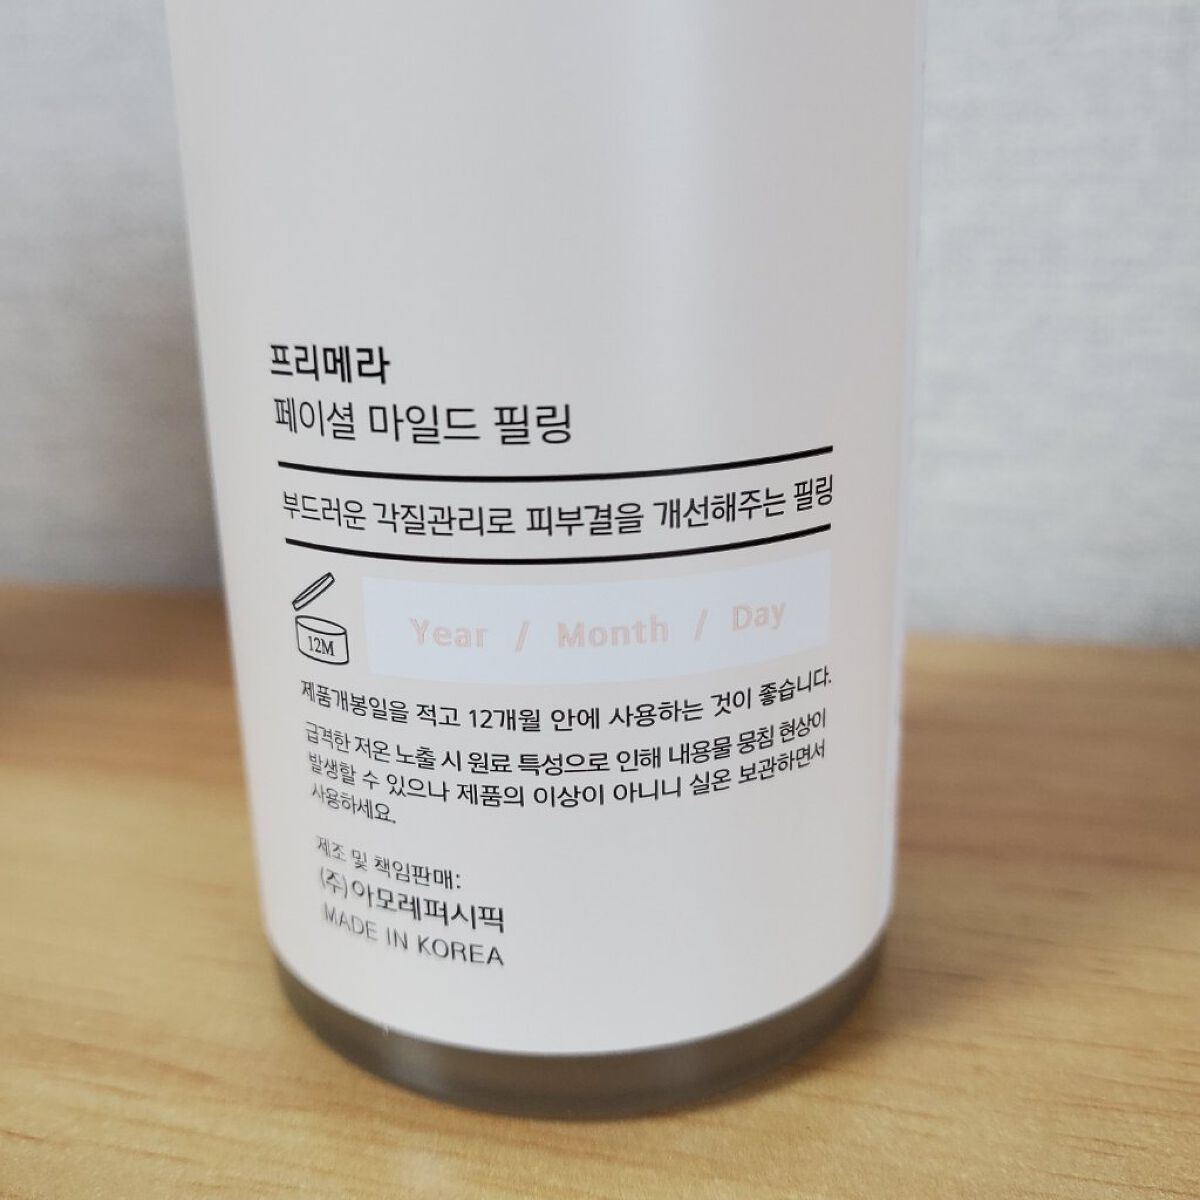 프리메라
페이셜 마일드 필링
부드러운 각질관리로 피부결을 개선해주는 필링
12M
Year / Month / Day
제품개봉일을 적고 12개월 안에 사용하는 것이 좋습니다.
급격한 저온 노출 시 원료 특성으로 인해 내용물 뭉침 현상이
발생할 수 있으나 제품의 이상이 아니니 실온 보관하면서
사용하세요.
제조 및 책임판매:
(주)아모레퍼시픽
MADE IN KOREA